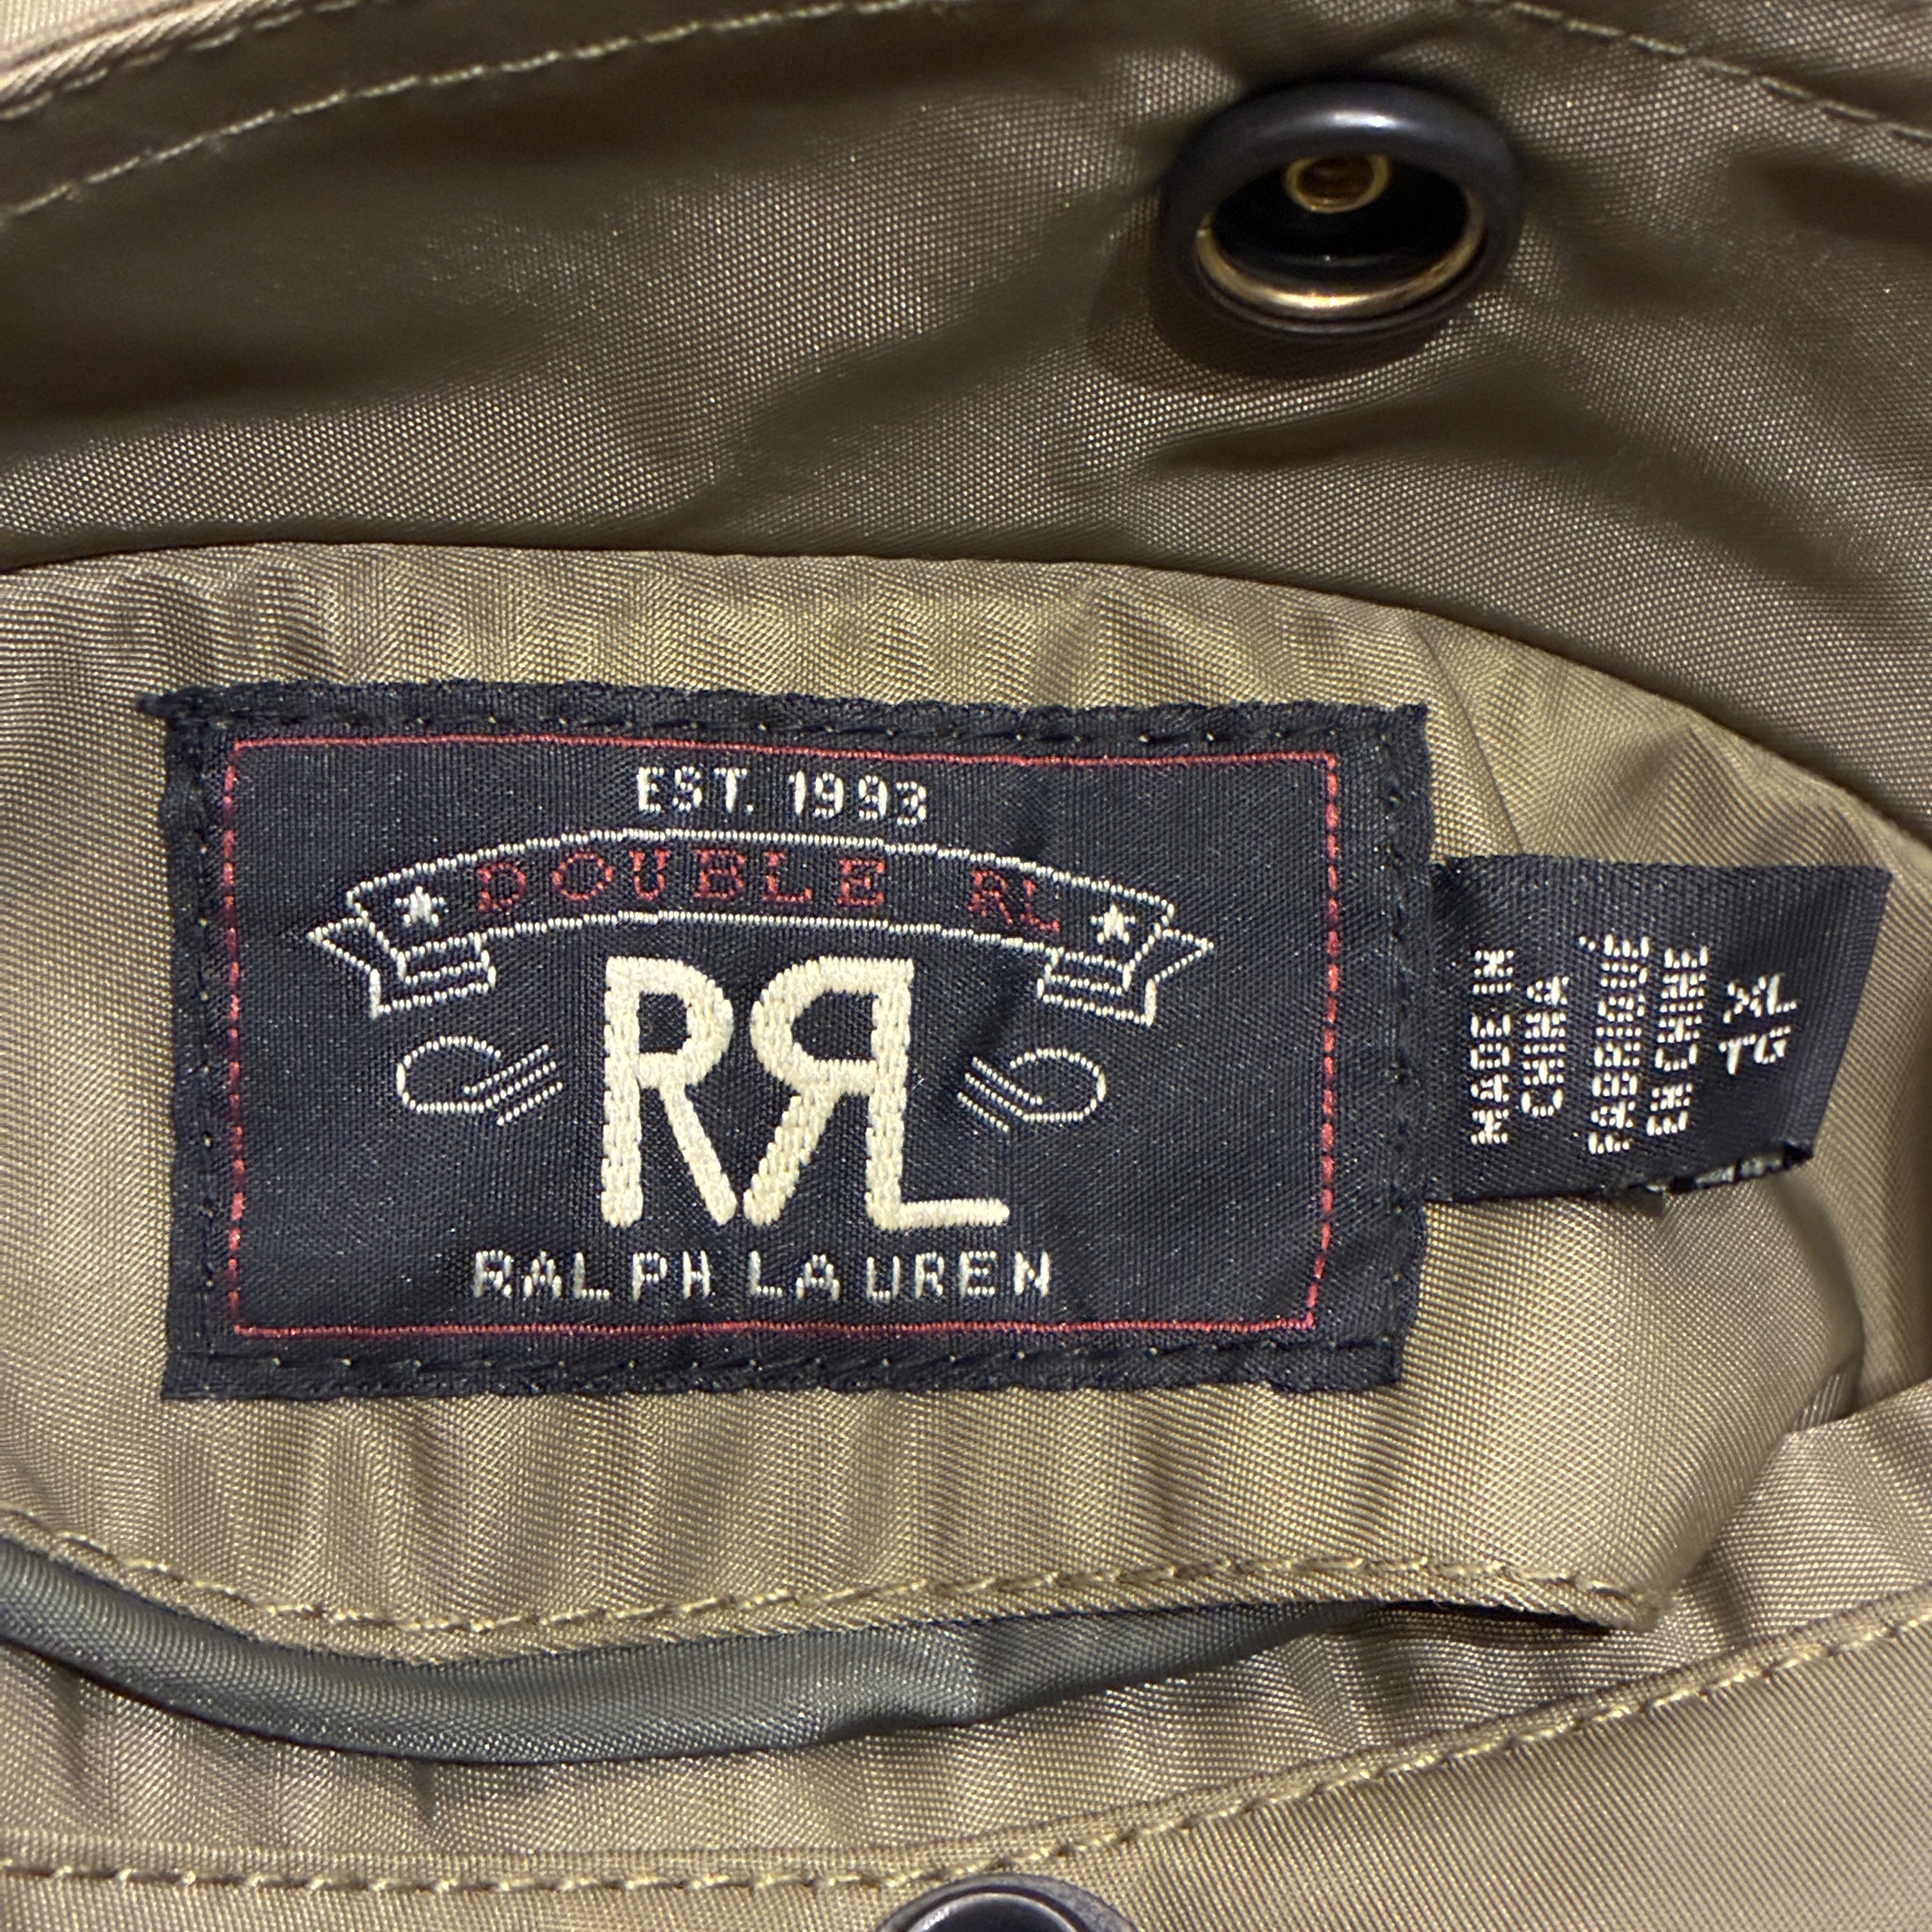 EST. 1993
DOUBLE RL
RRL
RALPH LAUREN
MADE IN
CHINA
FABRIQUÉ
EN CHINE
XL
TG